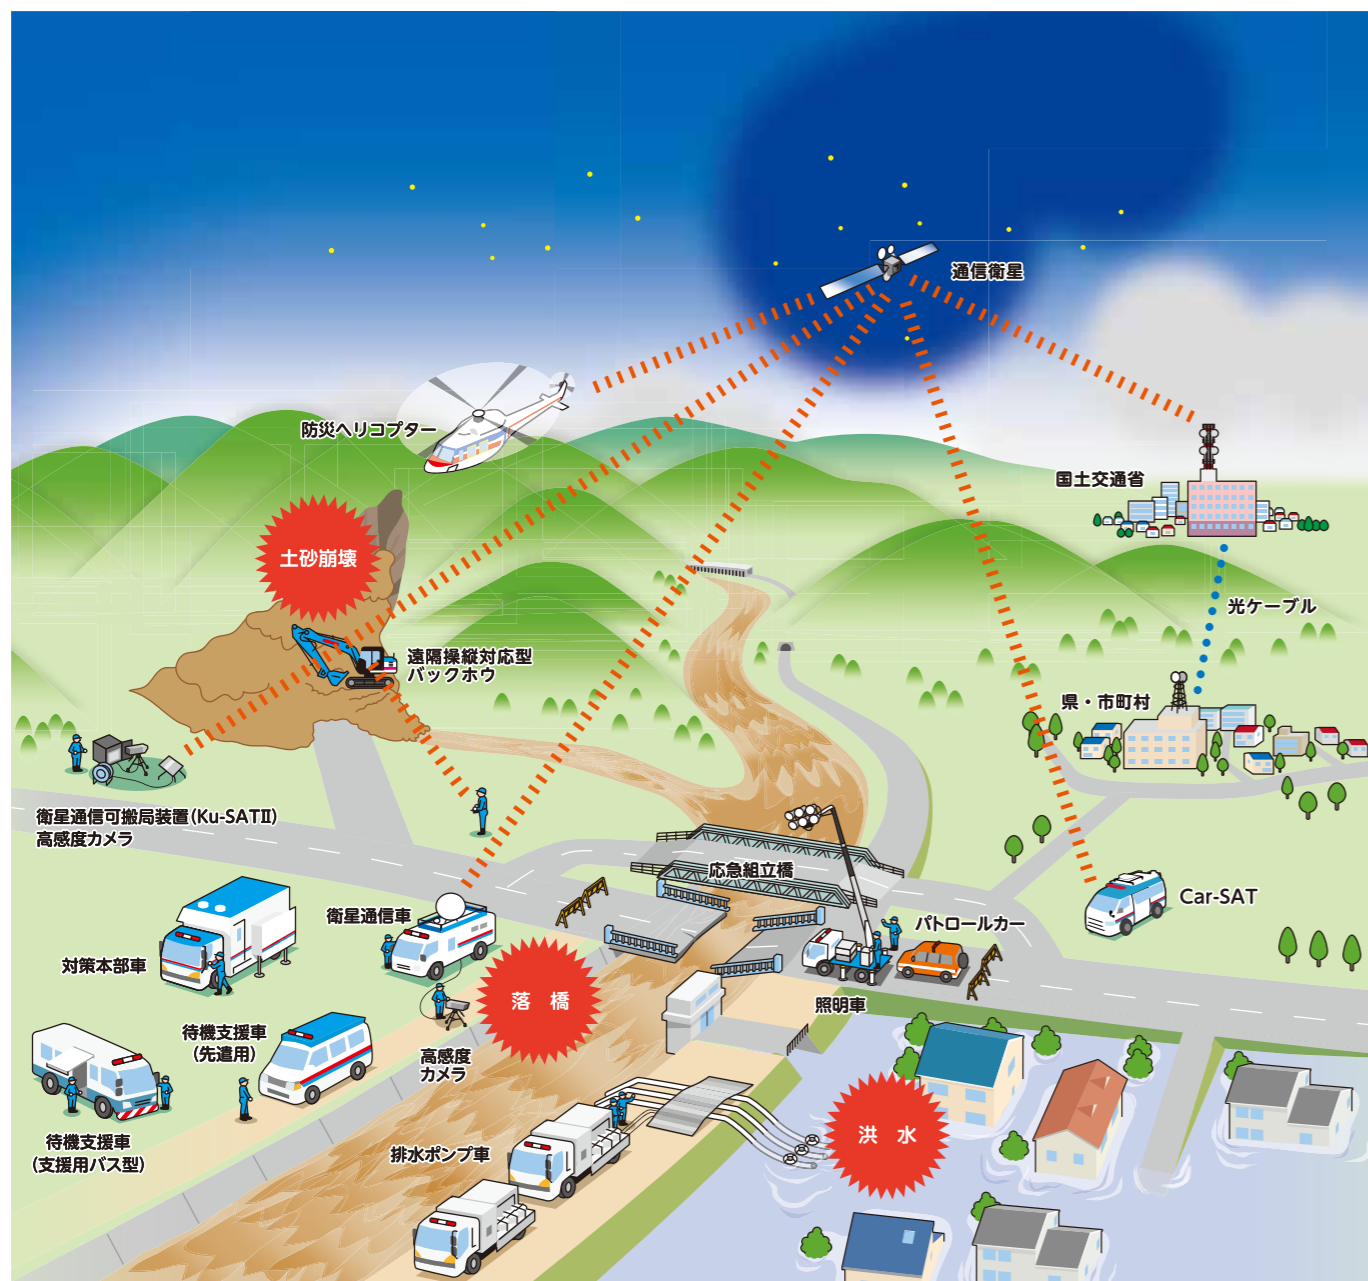 通信衛星
防災ヘリコプター
国土交通省
土砂崩壊
光ケーブル
遠隔操縦対応型
バックホウ
県・市町村
衛星通信可搬局装置(Ku-SATⅡ)
高感度カメラ
応急組立橋
Car-SAT
衛星通信車
パトロールカー
対策本部車
落 橋
照明車
待機支援車
(先遣用)
高感度
カメラ
洪 水
待機支援車
(支援用バス型)
排水ポンプ車